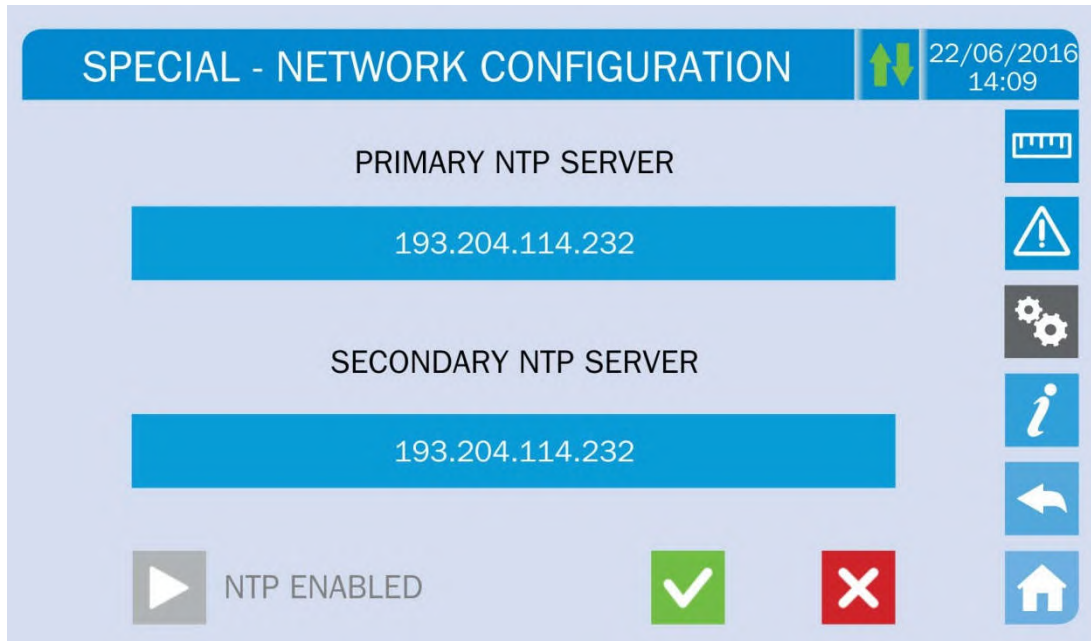 SPECIAL - NETWORK CONFIGURATION
22/06/2016
14:09
PRIMARY NTP SERVER
193.204.114.232
SECONDARY NTP SERVER
193.204.114.232
NTP ENABLED